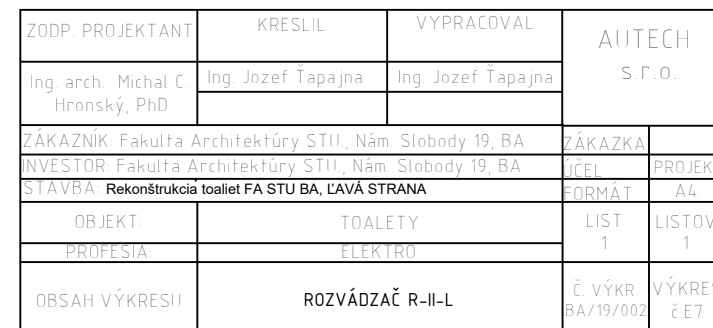 ZODP. PROJEKTANT KRESLIL VYPRACOVAL AUTECH
s.r.o.
Ing. arch. Michal C. Ing. Jozef Ťapajna Ing. Jozef Ťapajna
Hronský, PhD
ZÁKAZNÍK: Fakulta Architektúry STU., Nám. Slobody 19, BA ZÁKAZKA
INVESTOR: Fakulta Architektúry STU., Nám. Slobody 19, BA ÚČEL PROJEK
STAVBA: Rekonštrukcia toaliet FA STU BA, ĽAVÁ STRANA FORMÁT A4
OBJEKT: TOALETY LIST LISTOV
1 1
PROFESIA: ELEKTRO
OBSAH VÝKRESU ROZVÁDZAČ R-II-L Č. VÝKR. VÝKRES
BA/19/002 č.E7